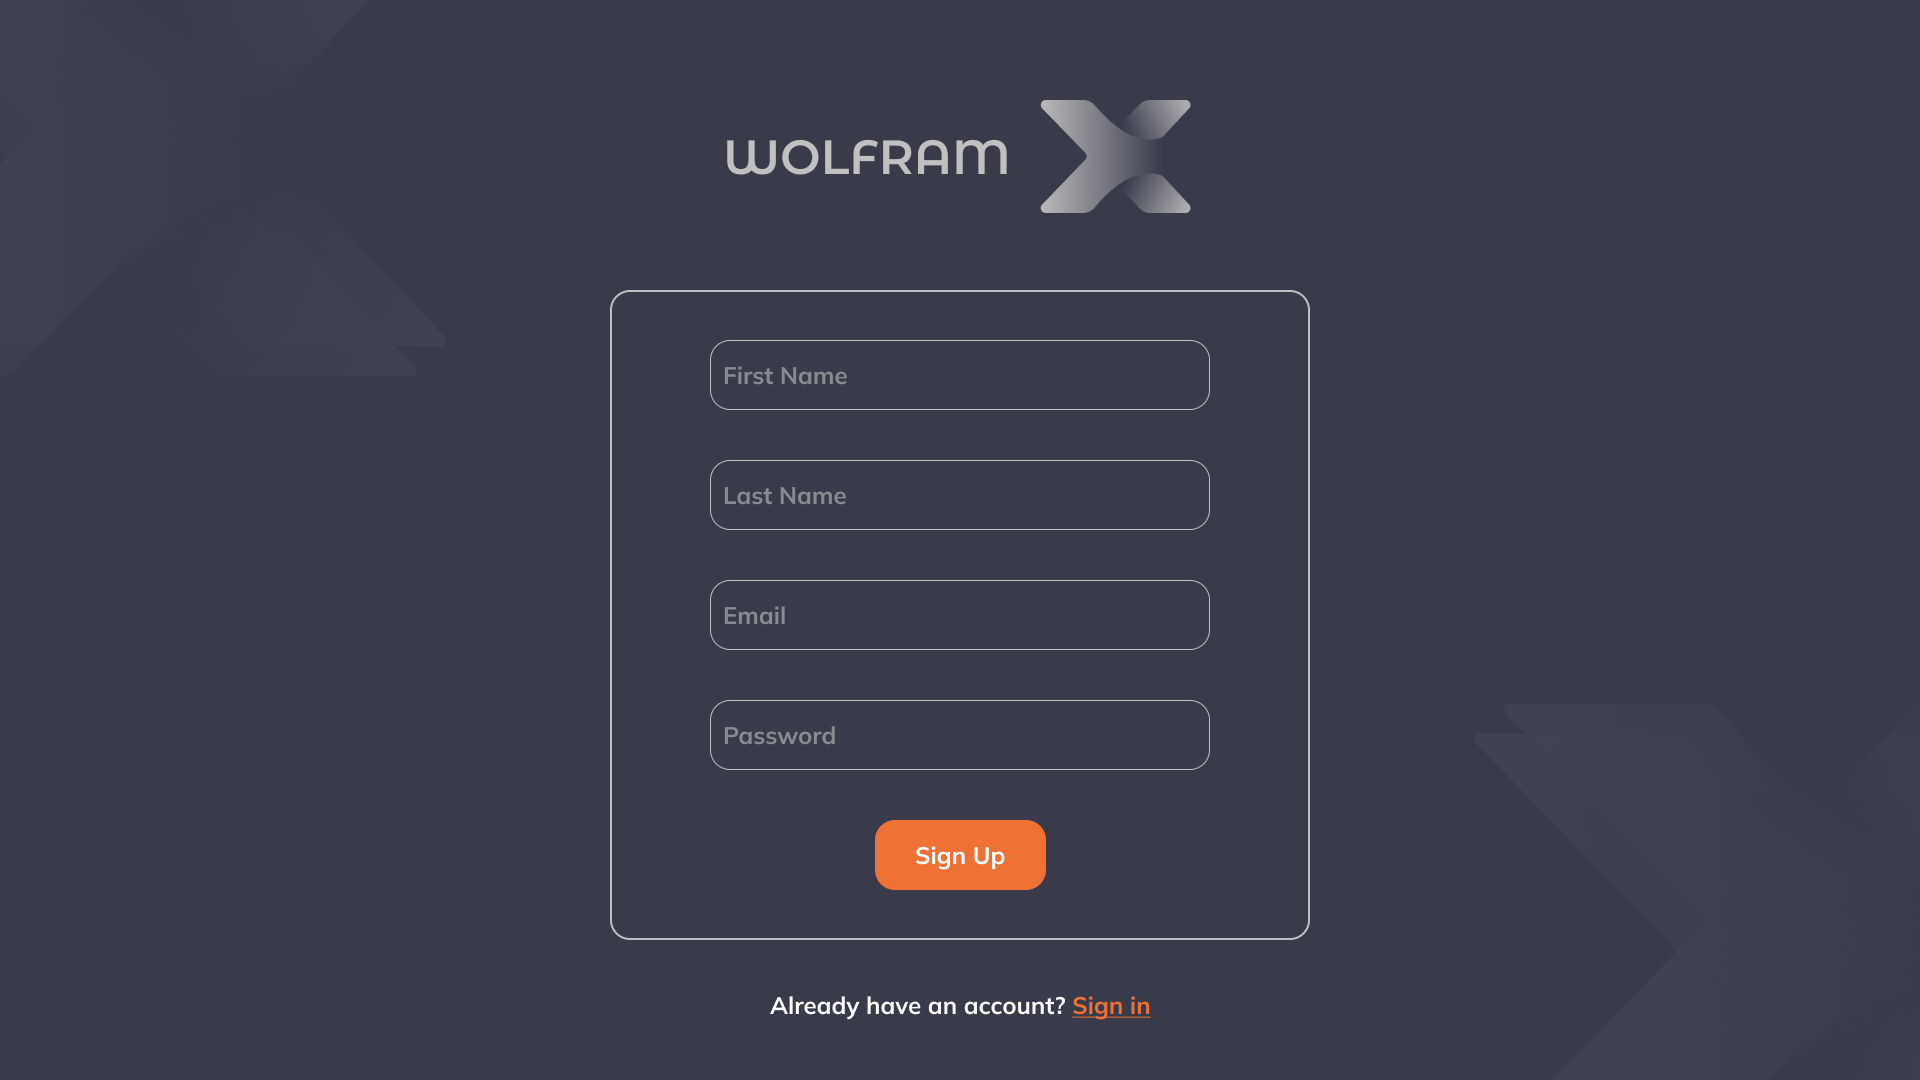 WOLFRAM
First Name
Last Name
Email
Password
Sign Up
Already have an account? Sign in